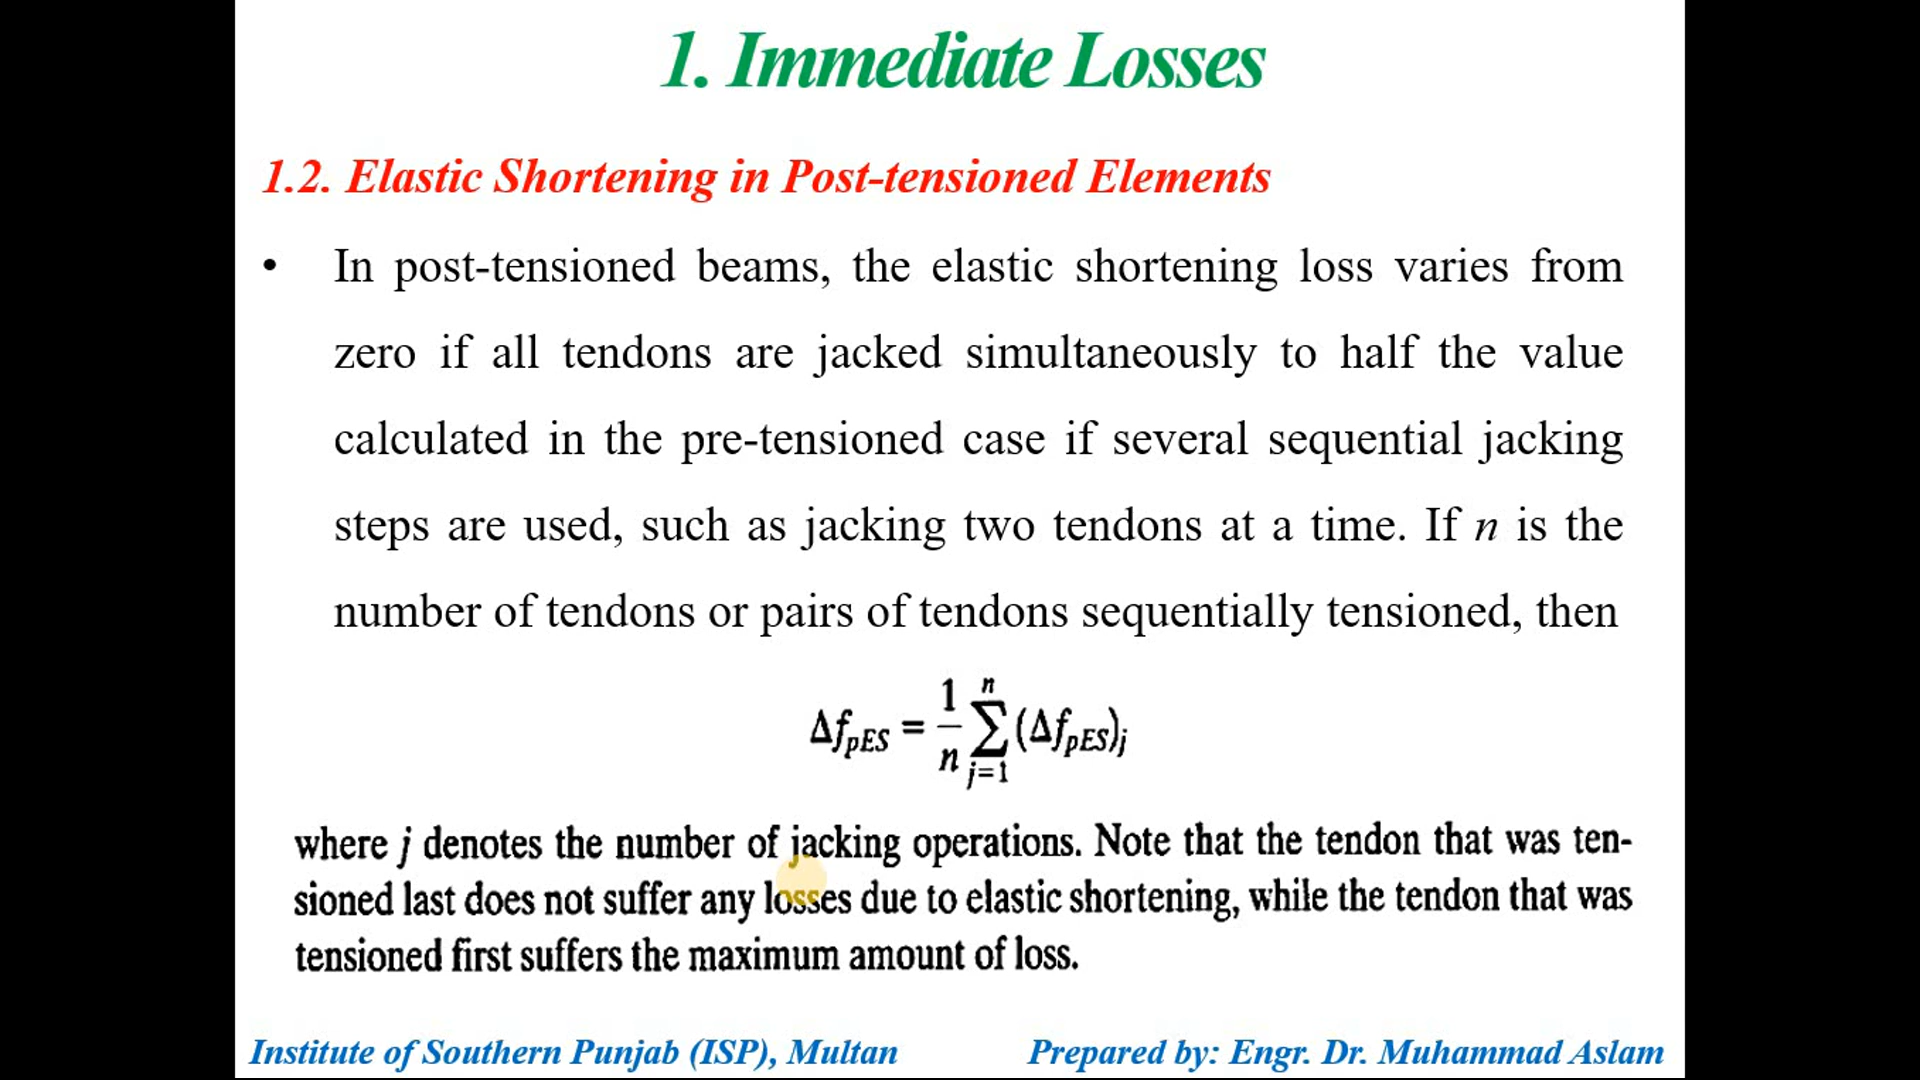 1. Immediate Losses
1.2. Elastic Shortening in Post-tensioned Elements
• In post-tensioned beams, the elastic shortening loss varies from
zero if all tendons are jacked simultaneously to half the value
calculated in the pre-tensioned case if several sequential jacking
steps are used, such as jacking two tendons at a time. If n is the
number of tendons or pairs of tendons sequentially tensioned, then
Δf_pES = 1/n ∑_{j=1}^{n} (Δf_pES)_j
where j denotes the number of jacking operations. Note that the tendon that was ten-
sioned last does not suffer any losses due to elastic shortening, while the tendon that was
tensioned first suffers the maximum amount of loss.
Institute of Southern Punjab (ISP), Multan Prepared by: Engr. Dr. Muhammad Aslam